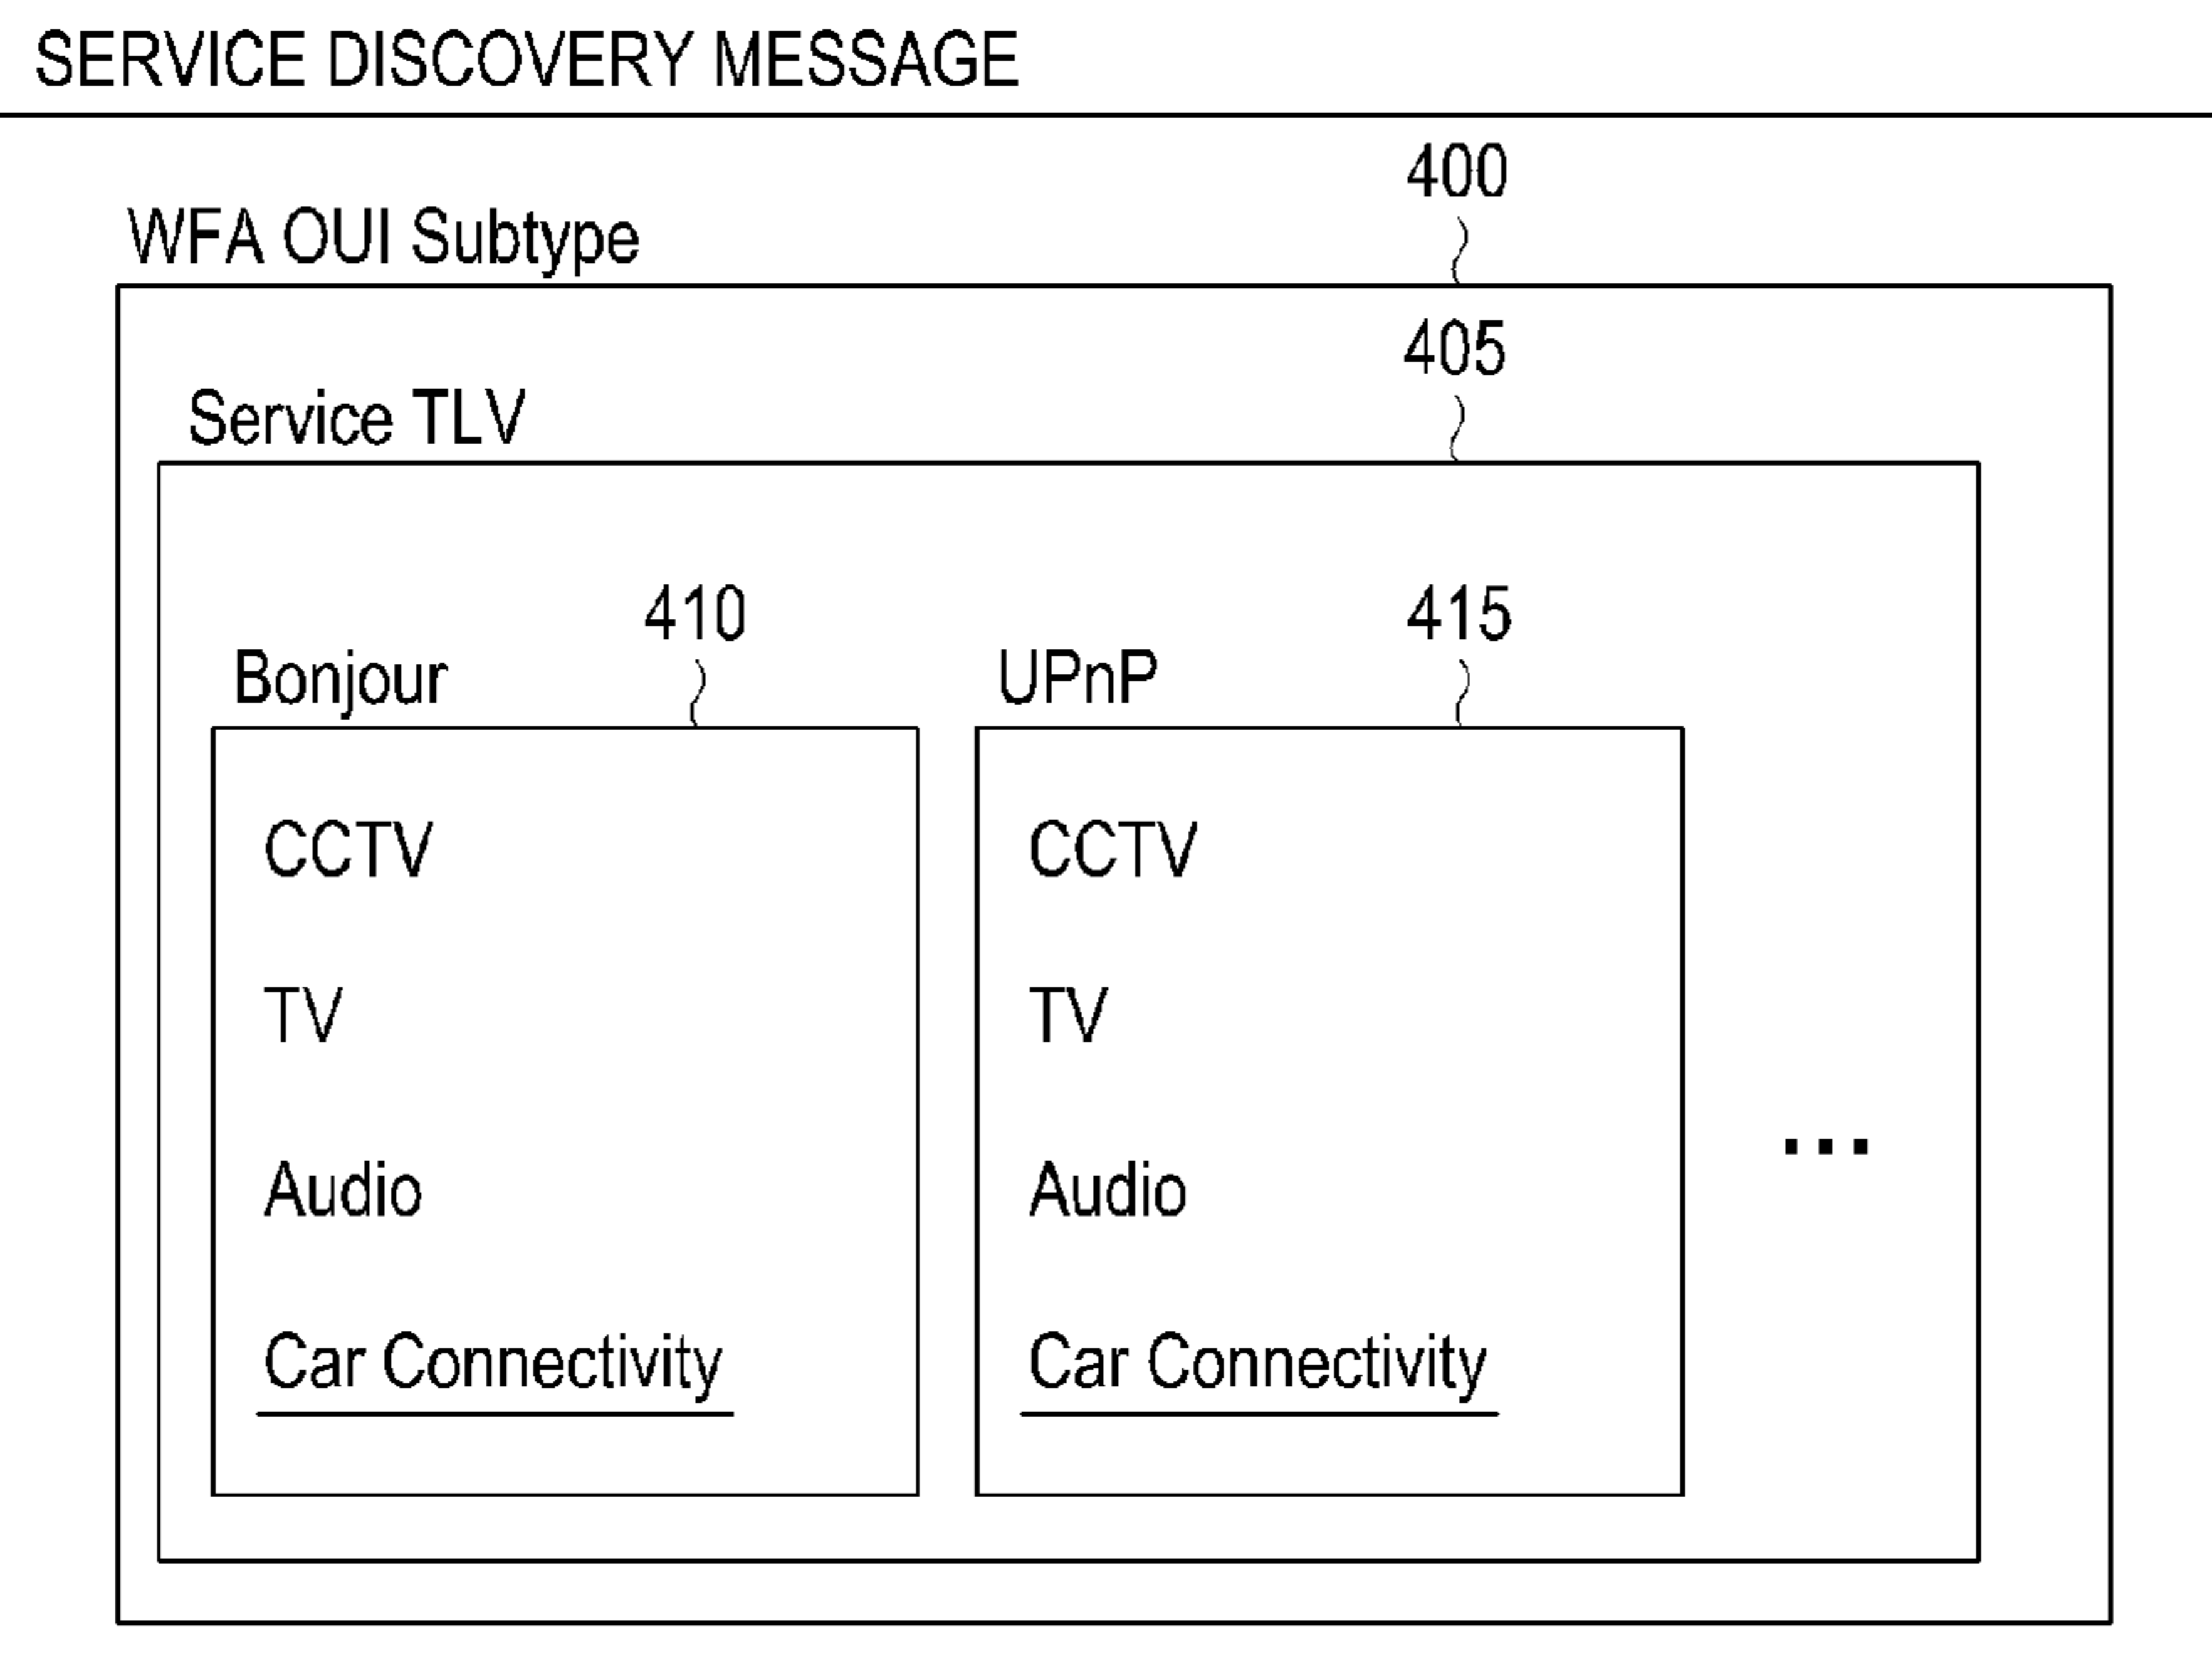 SERVICE DISCOVERY MESSAGE
400
WFA OUI Subtype
405
Service TLV
410
415
Bonjour
UPnP
CCTV
CCTV
TV
TV
...
Audio
Audio
Car Connectivity
Car Connectivity